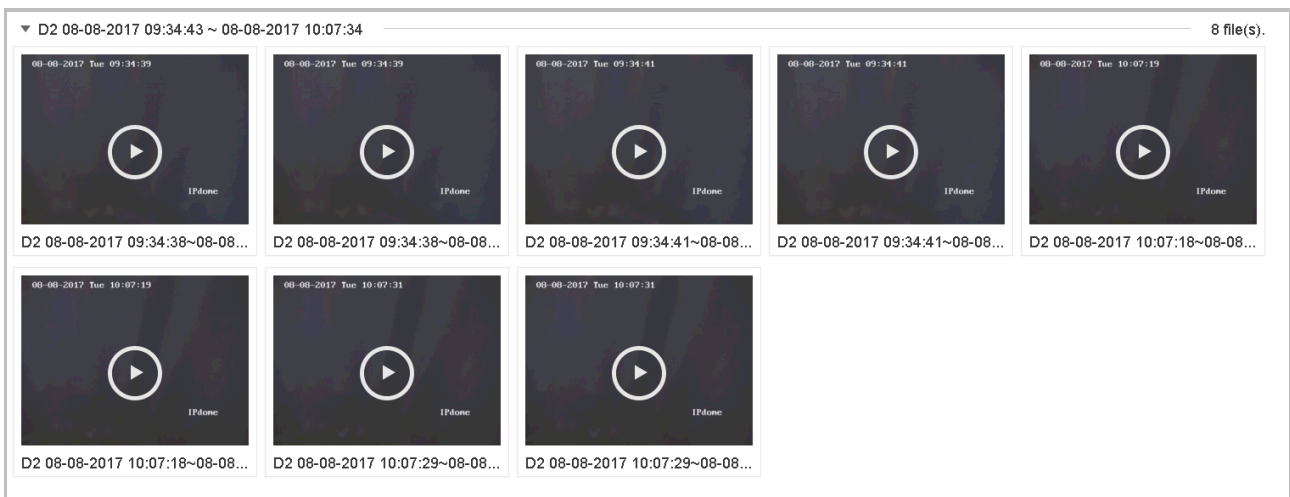 D2 08-08-2017 09:34:43 ~ 08-08-2017 10:07:34 8 file(s).
08-08-2017 Tue 09:34:39
IPdome
D2 08-08-2017 09:34:38~08-08...
08-08-2017 Tue 09:34:39
IPdome
D2 08-08-2017 09:34:38~08-08...
08-08-2017 Tue 09:34:41
IPdome
D2 08-08-2017 09:34:41~08-08...
08-08-2017 Tue 09:34:41
IPdome
D2 08-08-2017 09:34:41~08-08...
08-08-2017 Tue 10:07:19
IPdome
D2 08-08-2017 10:07:18~08-08...
08-08-2017 Tue 10:07:19
IPdome
D2 08-08-2017 10:07:18~08-08...
08-08-2017 Tue 10:07:31
IPdome
D2 08-08-2017 10:07:29~08-08...
08-08-2017 Tue 10:07:31
IPdome
D2 08-08-2017 10:07:29~08-08...